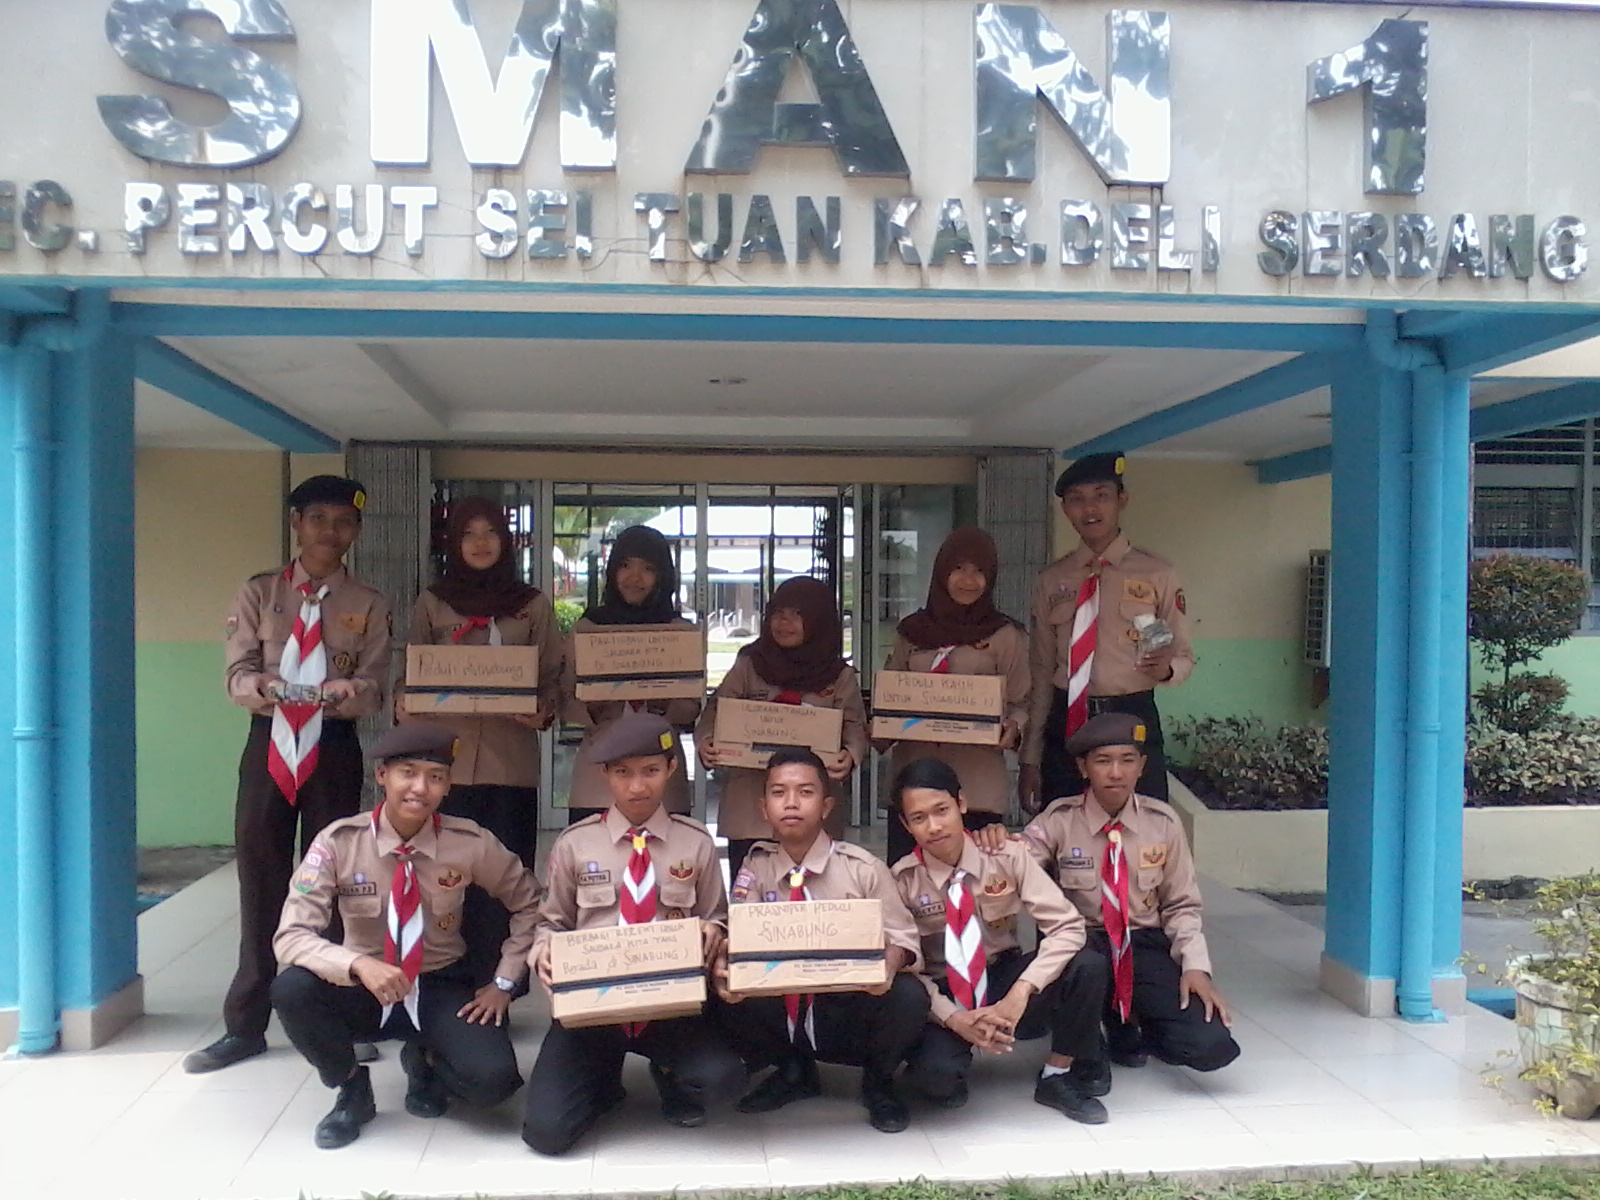 SMAN 1
EC. PERCUT SEI TUAN KAB. DELI SERDANG
Peduli Sinabung
PARTISIPASI UNTUK
SAUDARA KITA
Di SINABUNG !!
ULURKAN TANGAN
UNTUK
SINABUNG
PEDULI KASIH
UNTUK SINABUNG !!
BERBAGI REZEKI UNTUK
SAUDARA KITA YANG
Berada di SINABUNG )
PRASNIPER PEDULI
SINABUNG